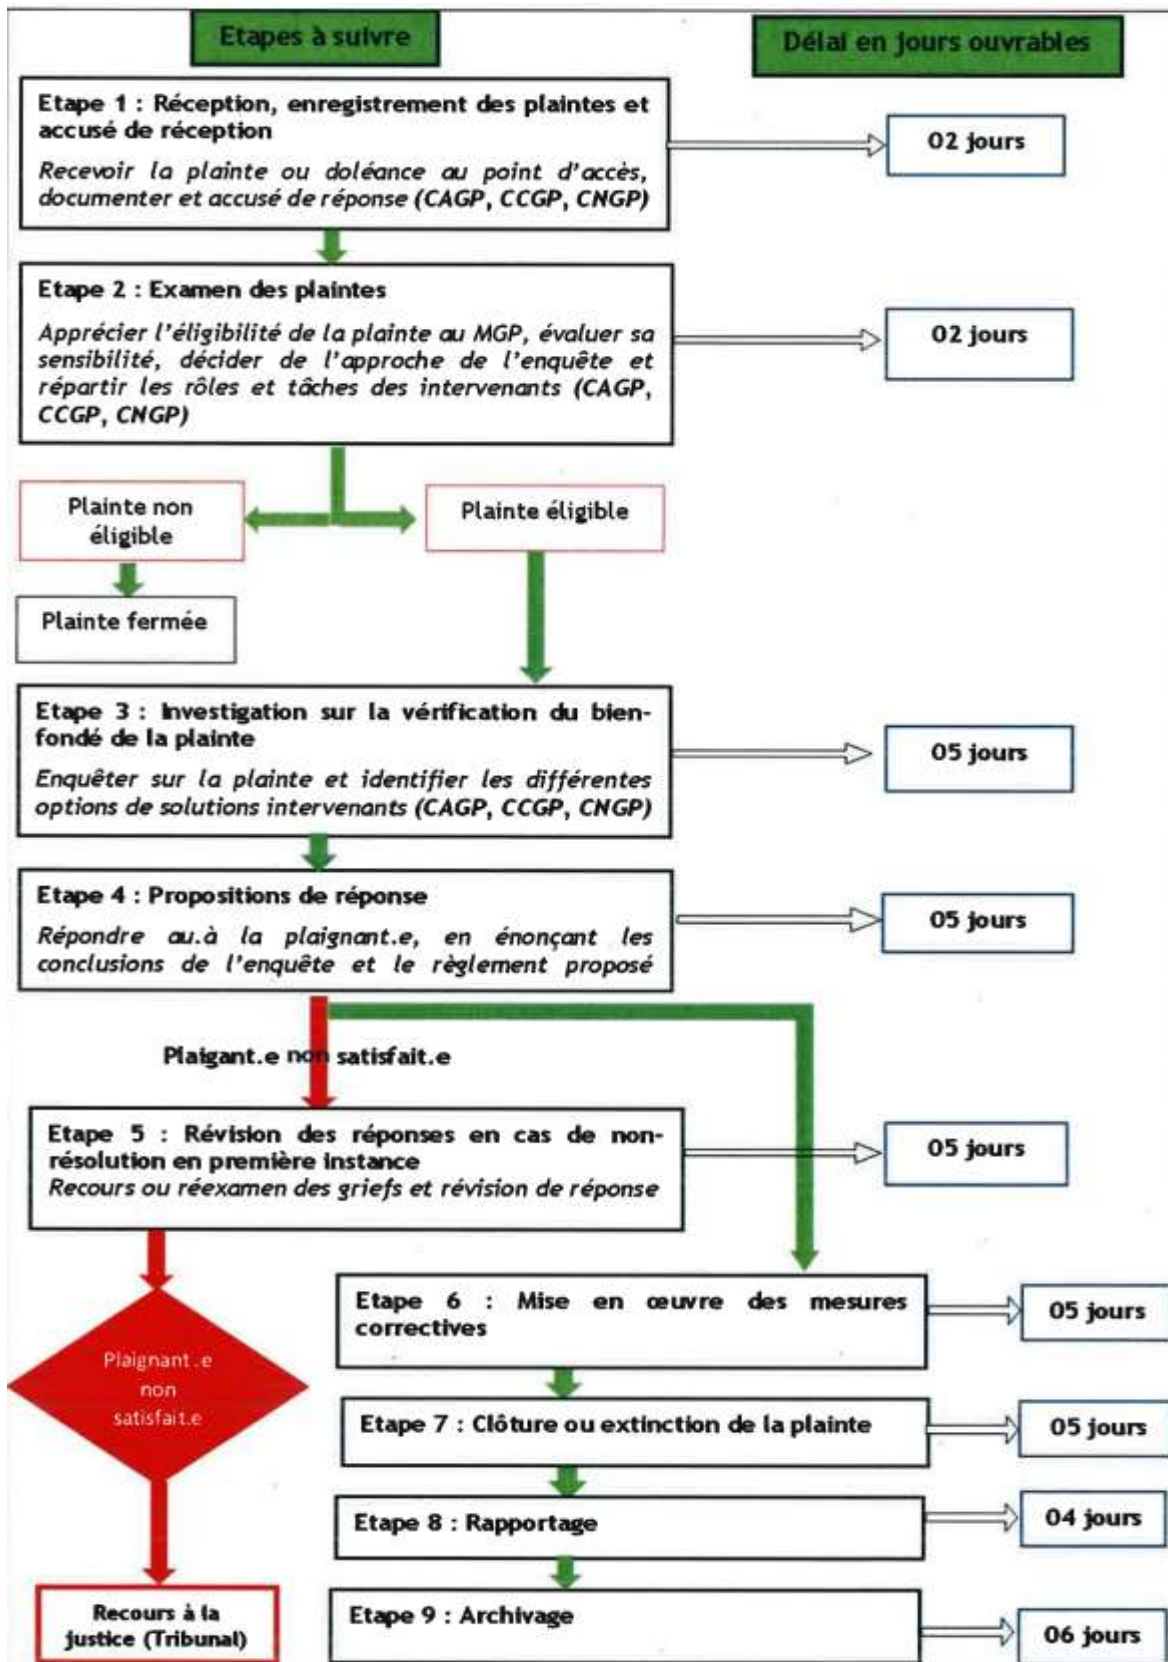 Etapes à suivre
Délai en jours ouvrables
Etape 1 : Réception, enregistrement des plaintes et
accusé de réception
Recevoir la plainte ou doléance au point d'accès,
documenter et accusé de réponse (CAGP, CCGP, CNGP)
02 jours
Etape 2 : Examen des plaintes
Apprécier l'éligibilité de la plainte au MGP, évaluer sa
sensibilité, décider de l'approche de l'enquête et
répartir les rôles et tâches des intervenants (CAGP,
CCGP, CNGP)
02 jours
Plainte non
éligible
Plainte éligible
Plainte fermée
Etape 3 : Investigation sur la vérification du bien-
fondé de la plainte
Enquêter sur la plainte et identifier les différentes
options de solutions intervenants (CAGP, CCGP, CNGP)
05 jours
Etape 4 : Propositions de réponse
Répondre au.à la plaignant.e, en énonçant les
conclusions de l'enquête et le règlement proposé
05 jours
Plaigant.e non satisfait.e
Etape 5 : Révision des réponses en cas de non-
résolution en première instance
Recours ou réexamen des griefs et révision de réponse
05 jours
Plaignant.e
non
satisfait.e
Etape 6 : Mise en œuvre des mesures
correctives
05 jours
Etape 7 : Clôture ou extinction de la plainte
05 jours
Etape 8 : Rapportage
04 jours
Etape 9 : Archivage
06 jours
Recours à la
justice (Tribunal)